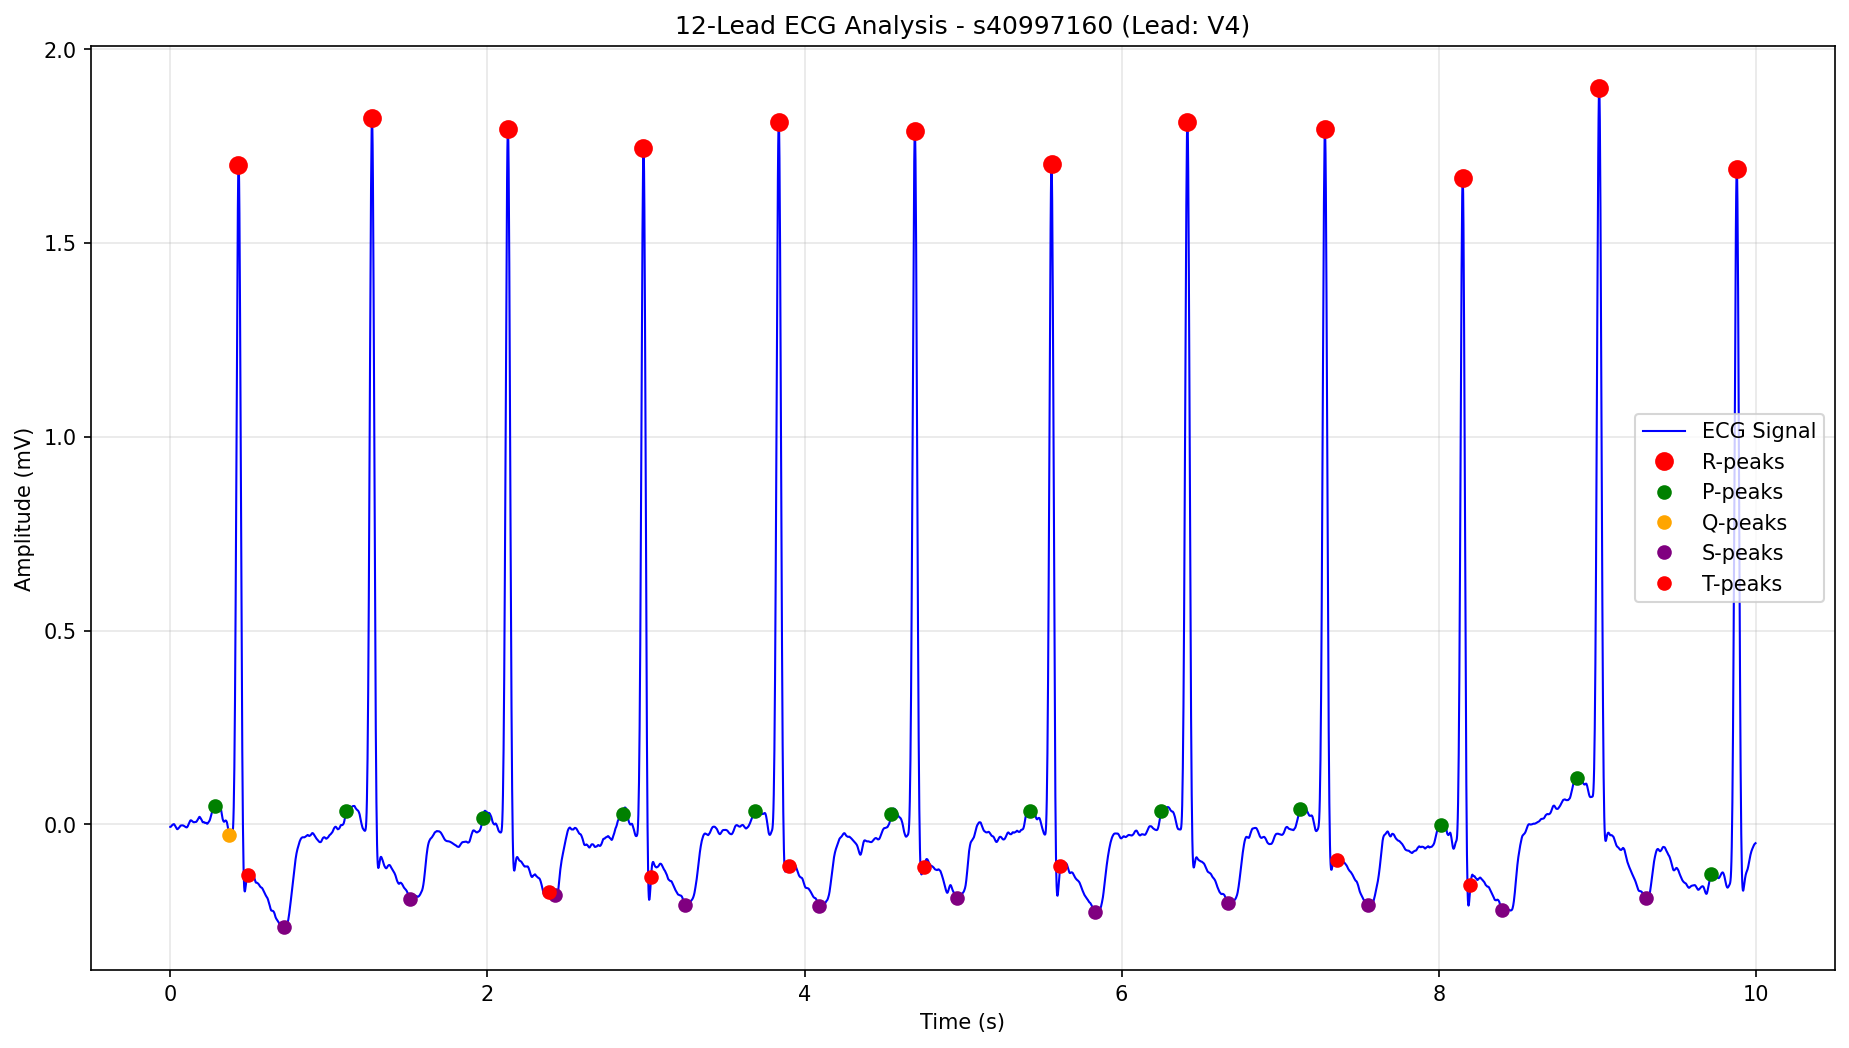 12-Lead ECG Analysis - s40997160 (Lead: V4)
2.0
1.5
1.0
0.5
0.0
Amplitude (mV)
ECG Signal
R-peaks
P-peaks
Q-peaks
S-peaks
T-peaks
0 2 4 6 8 10
Time (s)